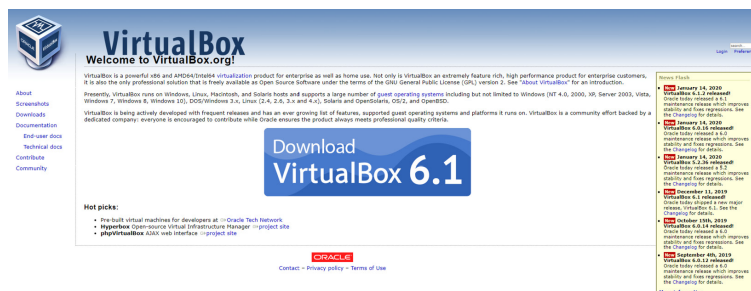 VirtualBox
Welcome to VirtualBox.org!
Login
VirtualBox is a powerful x86 and AMD64/Intel64 virtualization product for enterprise as well as home use. Not only is VirtualBox an extremely feature rich, high performance product for enterprise customers,
it is also the only professional solution that is freely available as Open Source Software under the terms of the GNU General Public License (GPL) version 2. See "About VirtualBox" for an introduction.
Presently, VirtualBox runs on Windows, Linux, Macintosh, and Solaris hosts and supports a large number of guest operating systems including but not limited to Windows (NT 4.0, 2000, XP, Server 2003, Vista,
Windows 7, Windows 8, Windows 10), DOS/Windows 3.x, Linux (2.4, 2.6, 3.x and 4.x), Solaris and OpenSolaris, OS/2, and OpenBSD.
VirtualBox is being actively developed with frequent releases and has an ever growing list of features, supported guest operating systems and platforms it runs on. VirtualBox is a community effort backed by a
dedicated company: everyone is encouraged to contribute while Oracle ensures the product always meets professional quality criteria.
About
Screenshots
Downloads
Documentation
End-user docs
Technical docs
Contribute
Community
Download
VirtualBox 6.1
Hot picks:
• Pre-built virtual machines for developers at Oracle Tech Network
• Hyperbox Open-source Virtual Infrastructure Manager project site
• phpVirtualBox AJAX web interface project site
ORACLE
Contact – Privacy policy – Terms of Use
News Flash
• New January 14, 2020
VirtualBox 6.1.2 released!
Oracle today released a 6.1
maintenance release which improves
stability and fixes regressions. See
the Changelog for details.
• New January 14, 2020
VirtualBox 6.0.16 released!
Oracle today released a 6.0
maintenance release which improves
stability and fixes regressions. See
the Changelog for details.
• New January 14, 2020
VirtualBox 5.2.36 released!
Oracle today released a 5.2
maintenance release which improves
stability and fixes regressions. See
the Changelog for details.
• New December 11, 2019
VirtualBox 6.1 released!
Oracle today shipped a new major
release, VirtualBox 6.1. See the
Changelog for details.
• New October 15th, 2019
VirtualBox 6.0.14 released!
Oracle today released a 6.0
maintenance release which improves
stability and fixes regressions. See
the Changelog for details.
• New September 4th, 2019
VirtualBox 6.0.12 released!
Oracle today released a 6.0
maintenance release which improves
stability and fixes regressions. See
the Changelog for details.